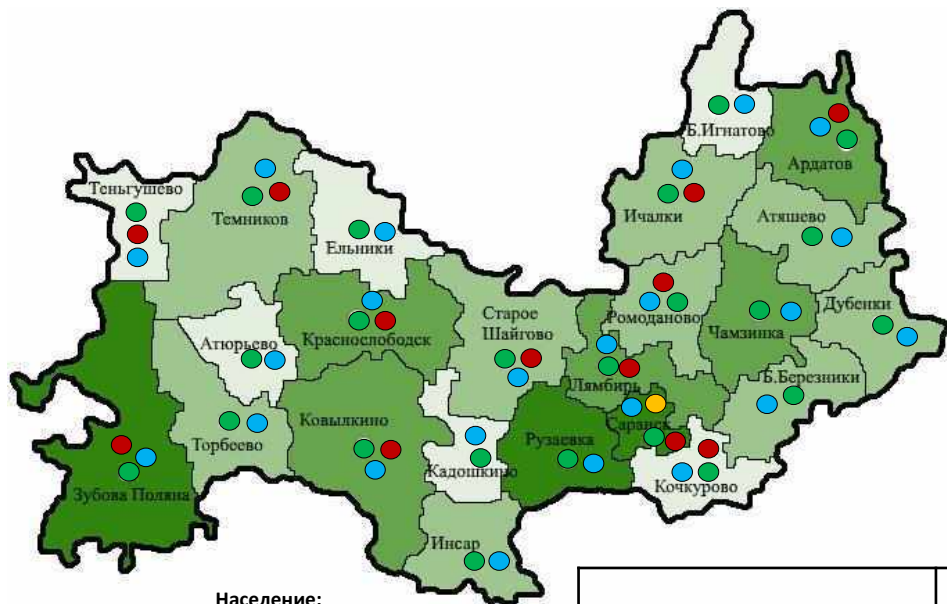 Б.Игнатово
Ардатов
Теньгушево
Темников
Ичалки
Атяшево
Ельники
Дубенки
Старое
Шайгово
Ромоданово
Чамзинка
Краснослободск
Атюрьево
Лямбирь
Б.Березники
Ковылкино
Саранск
Торбеево
Рузаевка
Кадошкино
Зубова Поляна
Кочкурово
Инсар
Население: